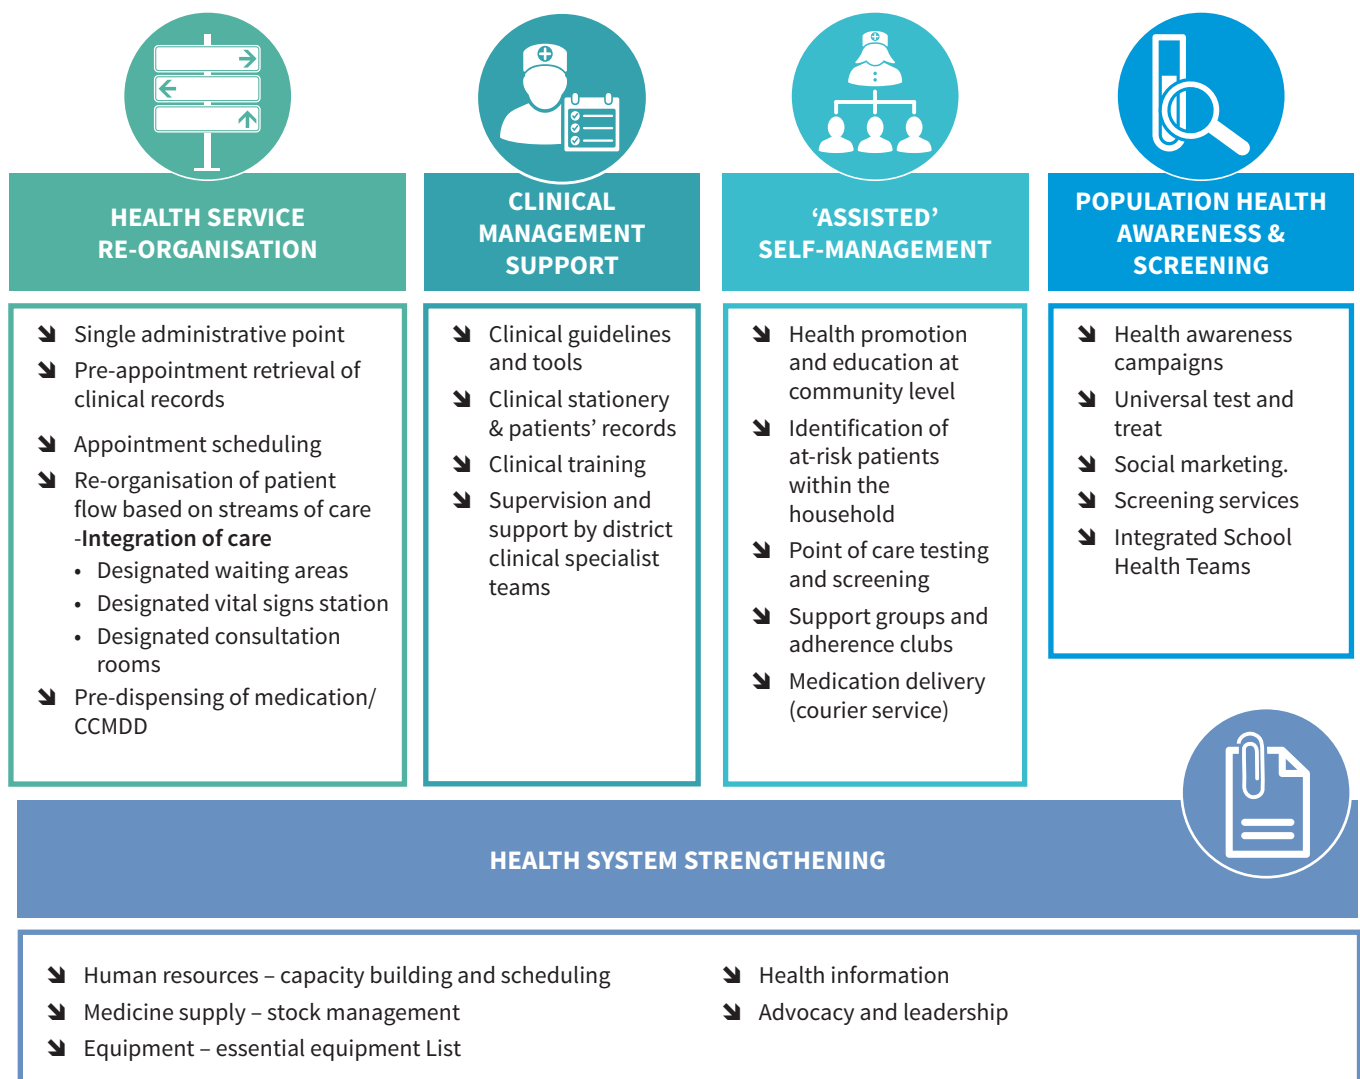 HEALTH SERVICE
RE-ORGANISATION
Single administrative point
Pre-appointment retrieval of
clinical records
Appointment scheduling
Re-organisation of patient
flow based on streams of care
-Integration of care
• Designated waiting areas
• Designated vital signs station
• Designated consultation
rooms
Pre-dispensing of medication/
CCMDD
CLINICAL
MANAGEMENT
SUPPORT
Clinical guidelines
and tools
Clinical stationery
& patients’ records
Clinical training
Supervision and
support by district
clinical specialist
teams
‘ASSISTED’
SELF-MANAGEMENT
Health promotion
and education at
community level
Identification of
at-risk patients
within the
household
Point of care testing
and screening
Support groups and
adherence clubs
Medication delivery
(courier service)
POPULATION HEALTH
AWARENESS &
SCREENING
Health awareness
campaigns
Universal test and
treat
Social marketing.
Screening services
Integrated School
Health Teams
HEALTH SYSTEM STRENGTHENING
Human resources – capacity building and scheduling
Medicine supply – stock management
Equipment – essential equipment List
Health information
Advocacy and leadership